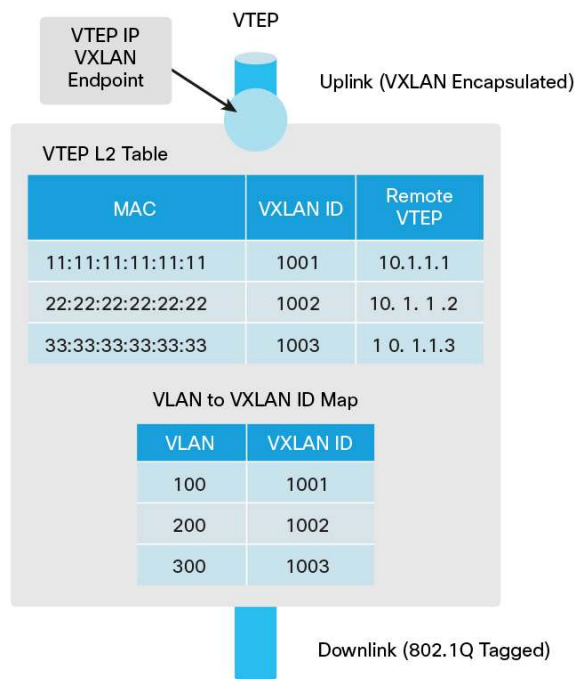 VTEP
VTEP IP
VXLAN
Endpoint
Uplink (VXLAN Encapsulated)
VTEP L2 Table
MAC VXLAN ID Remote VTEP
11:11:11:11:11:11 1001 10.1.1.1
22:22:22:22:22:22 1002 10. 1. 1 .2
33:33:33:33:33:33 1003 1 0. 1.1.3
VLAN to VXLAN ID Map
VLAN VXLAN ID
100 1001
200 1002
300 1003
Downlink (802.1Q Tagged)